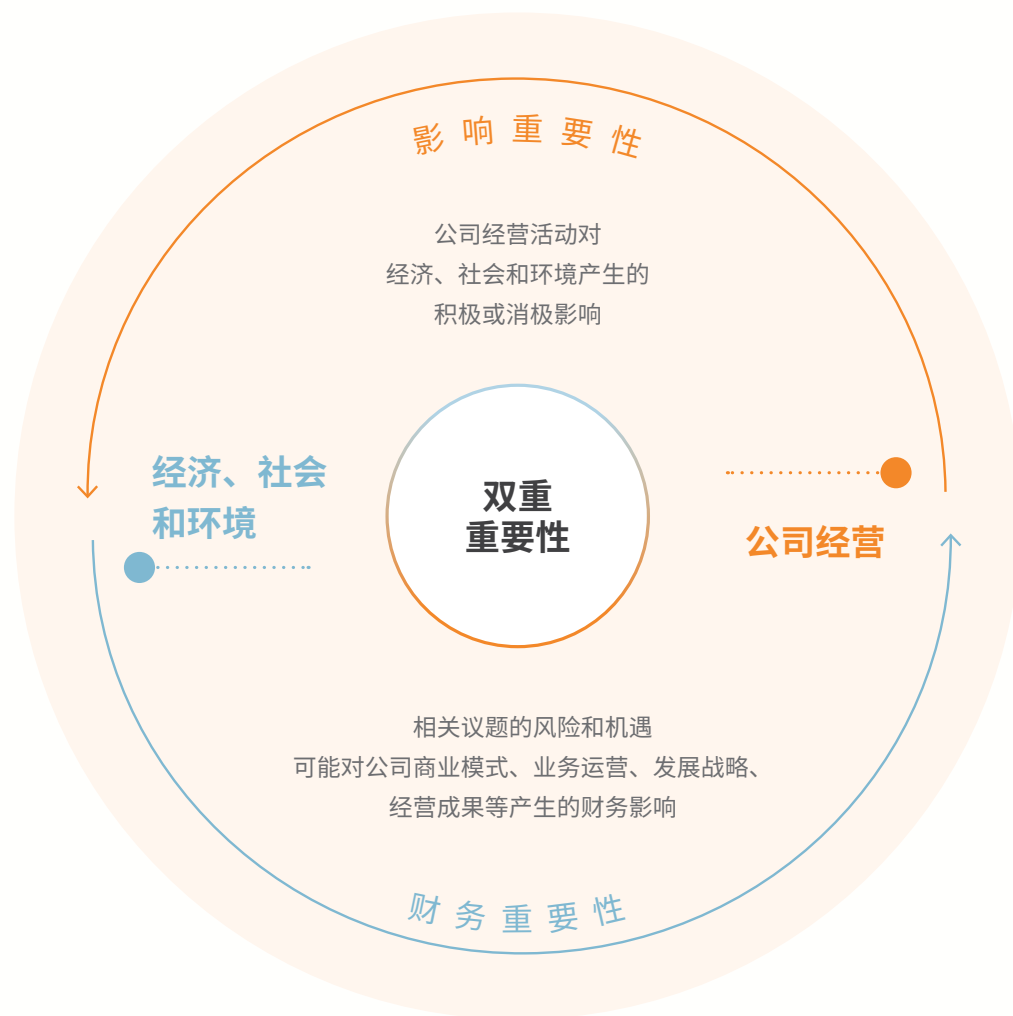 影响重要性
公司经营活动对
经济、社会和环境产生的
积极或消极影响
经济、社会
和环境
双重
重要性
公司经营
相关议题的风险和机遇
可能对公司商业模式、业务运营、发展战略、
经营成果等产生的财务影响
财务重要性